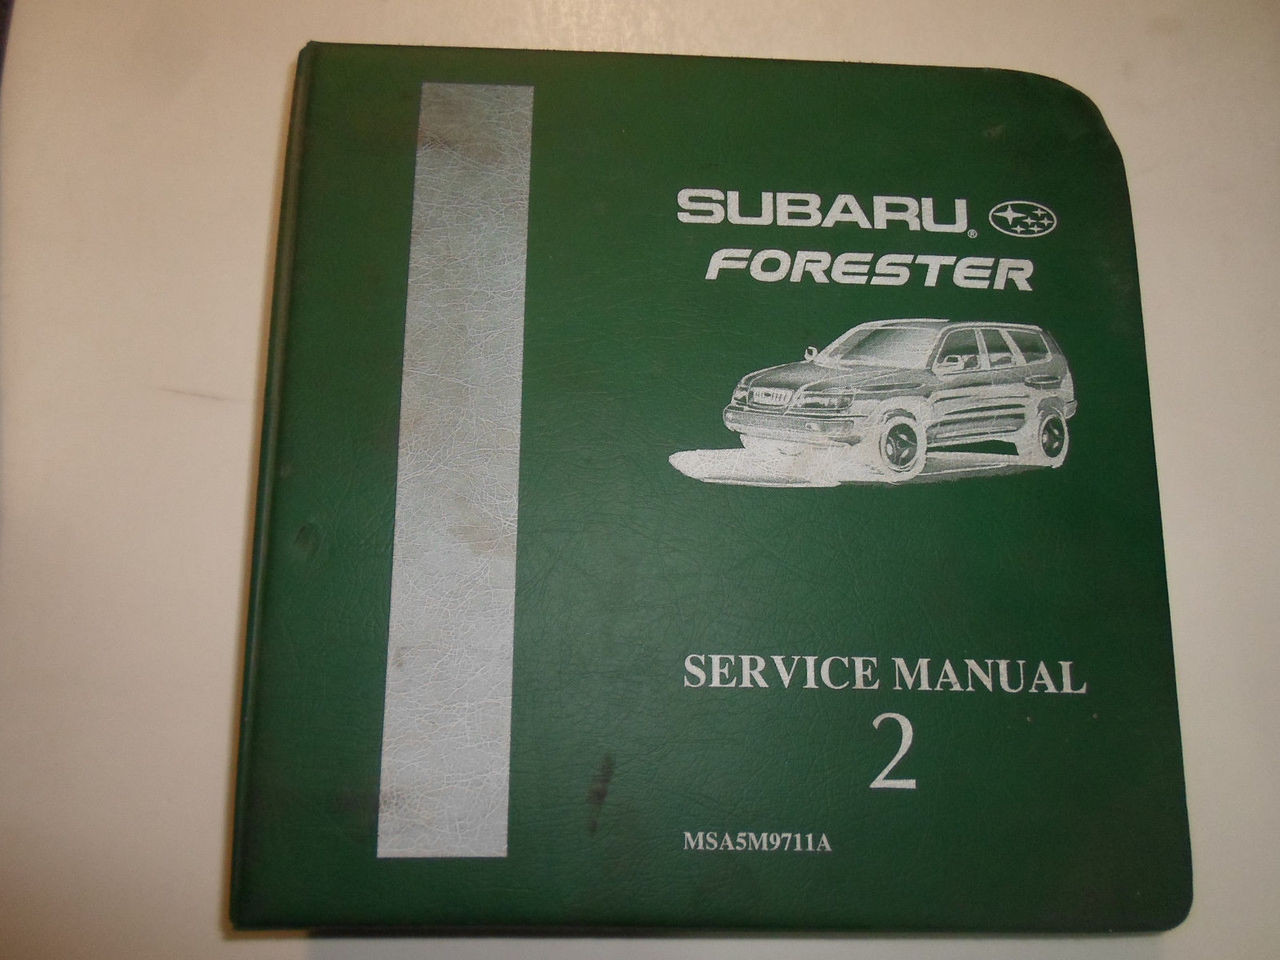 SUBARU®
FORESTER
SERVICE MANUAL
2
MSA5M9711A